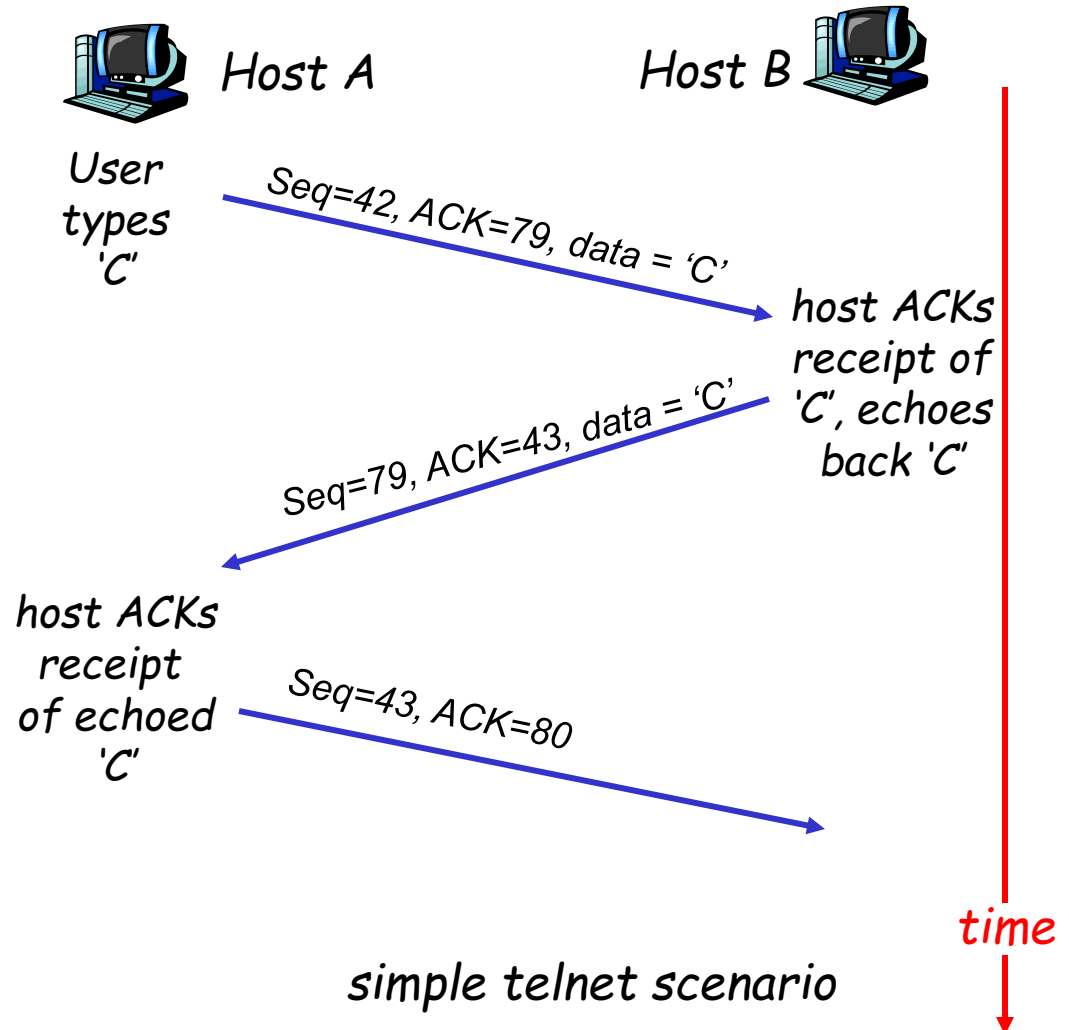 Host A
Host B
User
types
‘C’
Seq=42, ACK=79, data = ‘C’
host ACKs
receipt of
‘C’, echoes
back ‘C’
Seq=79, ACK=43, data = ‘C’
host ACKs
receipt
of echoed
‘C’
Seq=43, ACK=80
time
simple telnet scenario